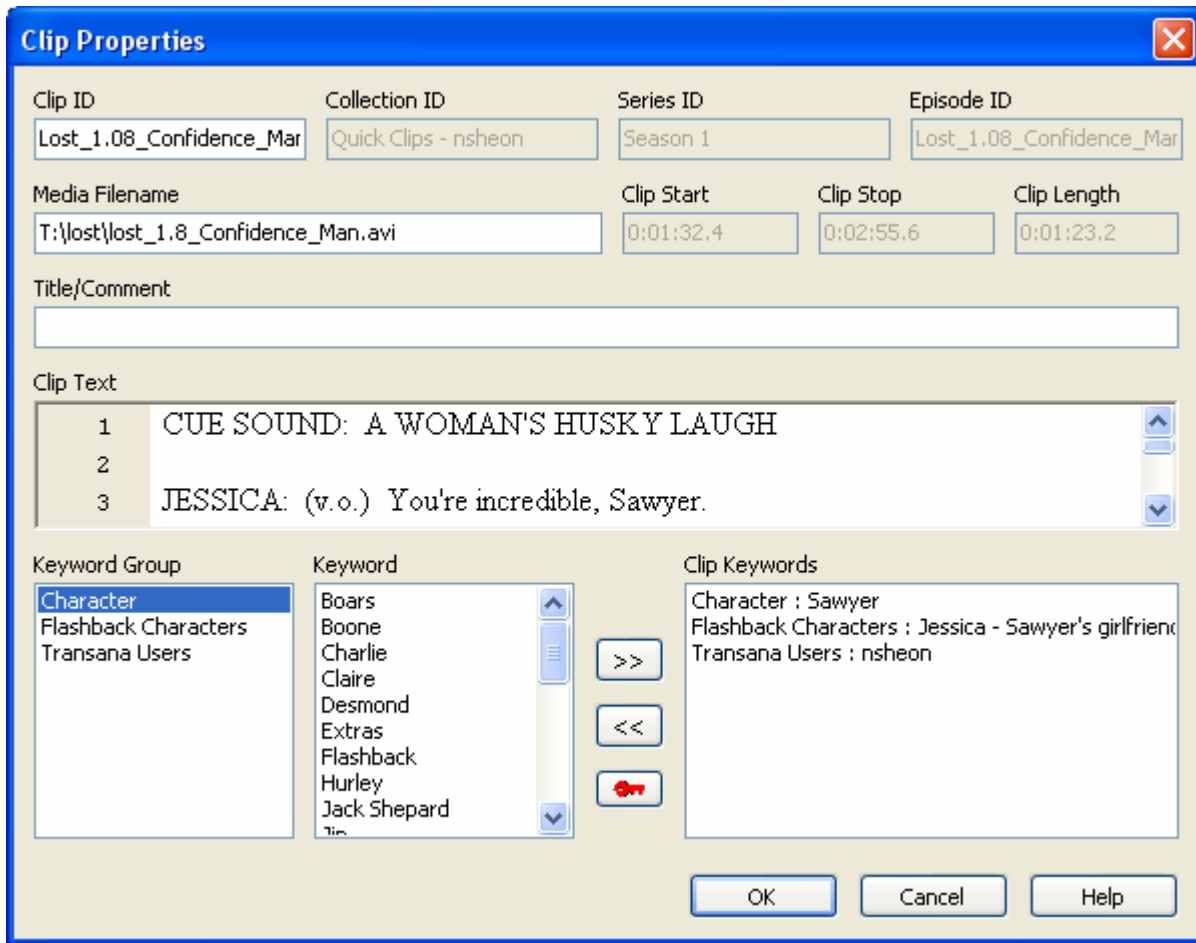 Clip Properties
Clip ID
Collection ID
Series ID
Episode ID
Lost_1.08_Confidence_Mar
Quick Clips - nsheon
Season 1
Lost_1.08_Confidence_Mar
Media Filename
Clip Start
Clip Stop
Clip Length
T:\lost\lost_1.8_Confidence_Man.avi
0:01:32.4
0:02:55.6
0:01:23.2
Title/Comment
Clip Text
1 CUE SOUND: A WOMAN'S HUSKY LAUGH
2
3 JESSICA: (v.o.) You're incredible, Sawyer.
Keyword Group
Character
Flashback Characters
Transana Users
Keyword
Boars
Boone
Charlie
Claire
Desmond
Extras
Flashback
Hurley
Jack Shepard
Jin
>>
<<
Clip Keywords
Character : Sawyer
Flashback Characters : Jessica - Sawyer's girlfriend
Transana Users : nsheon
OK
Cancel
Help